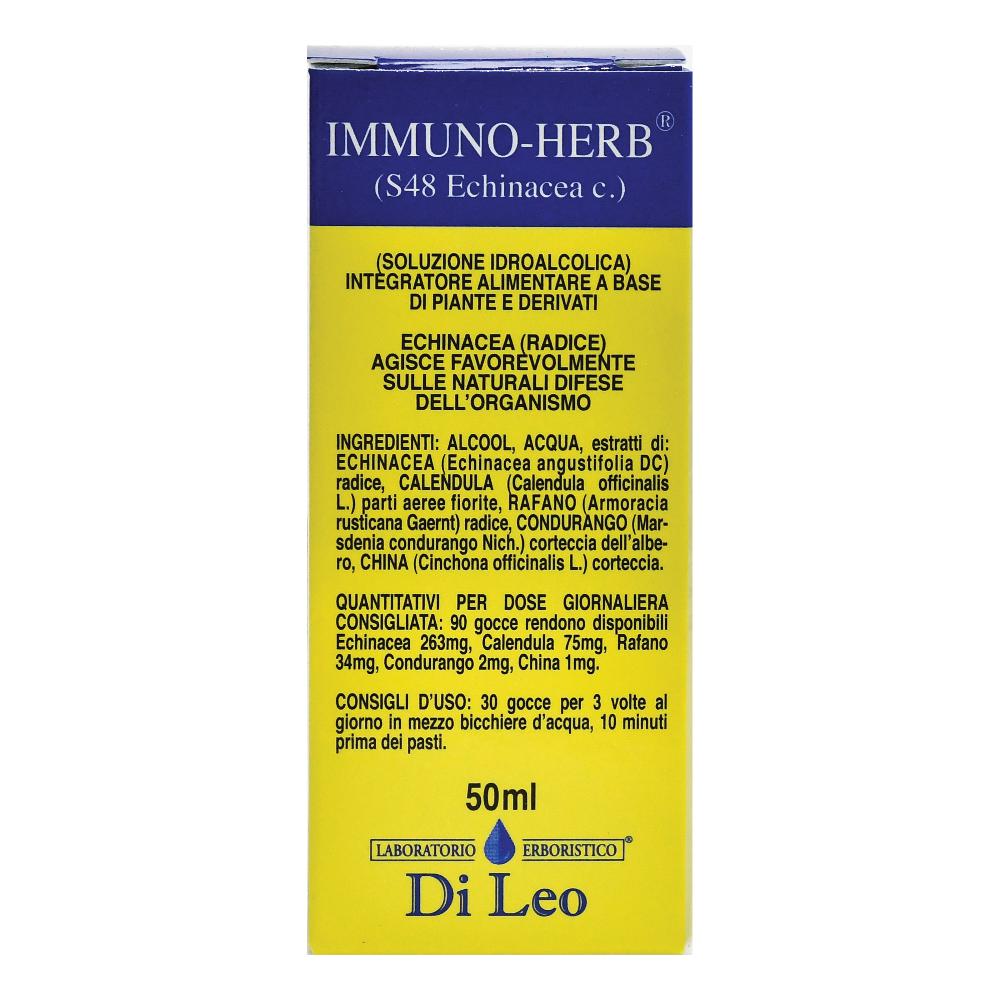 IMMUNO-HERB®
(S48 Echinacea c.)
(SOLUZIONE IDROALCOLICA)
INTEGRATORE ALIMENTARE A BASE
DI PIANTE E DERIVATI
ECHINACEA (RADICE)
AGISCE FAVOREVOLMENTE
SULLE NATURALI DIFESE
DELL'ORGANISMO
INGREDIENTI: ALCOOL, ACQUA, estratti di:
ECHINACEA (Echinacea angustifolia DC)
radice, CALENDULA (Calendula officinalis
L.) parti aeree fiorite, RAFANO (Armoracia
rusticana Gaernt) radice, CONDURANGO (Mar-
sdenia condurango Nich.) corteccia dell'albe-
ro, CHINA (Cinchona officinalis L.) corteccia.
QUANTITATIVI PER DOSE GIORNALIERA
CONSIGLIATA: 90 gocce rendono disponibili
Echinacea 263mg, Calendula 75mg, Rafano
34mg, Condurango 2mg, China 1mg.
CONSIGLI D'USO: 30 gocce per 3 volte al
giorno in mezzo bicchiere d'acqua, 10 minuti
prima dei pasti.
50ml
LABORATORIO ERBORISTICO®
Di Leo